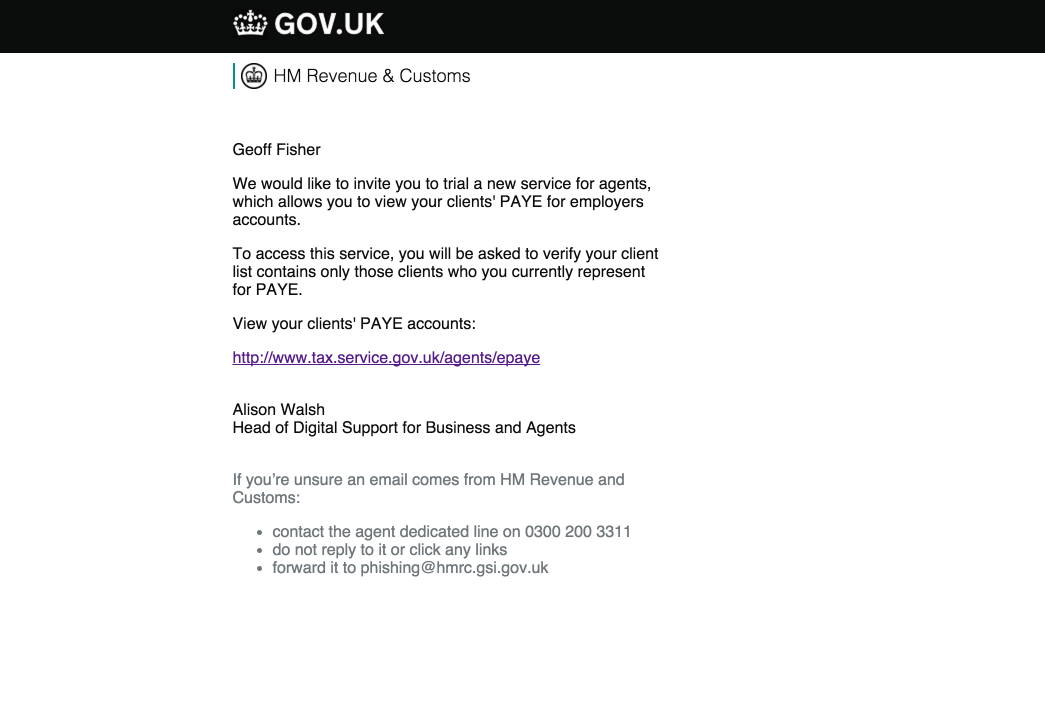 GOV.UK
HM Revenue & Customs
Geoff Fisher
We would like to invite you to trial a new service for agents,
which allows you to view your clients' PAYE for employers
accounts.
To access this service, you will be asked to verify your client
list contains only those clients who you currently represent
for PAYE.
View your clients' PAYE accounts:
http://www.tax.service.gov.uk/agents/epaye
Alison Walsh
Head of Digital Support for Business and Agents
If you’re unsure an email comes from HM Revenue and
Customs:
• contact the agent dedicated line on 0300 200 3311
• do not reply to it or click any links
• forward it to phishing@hmrc.gsi.gov.uk